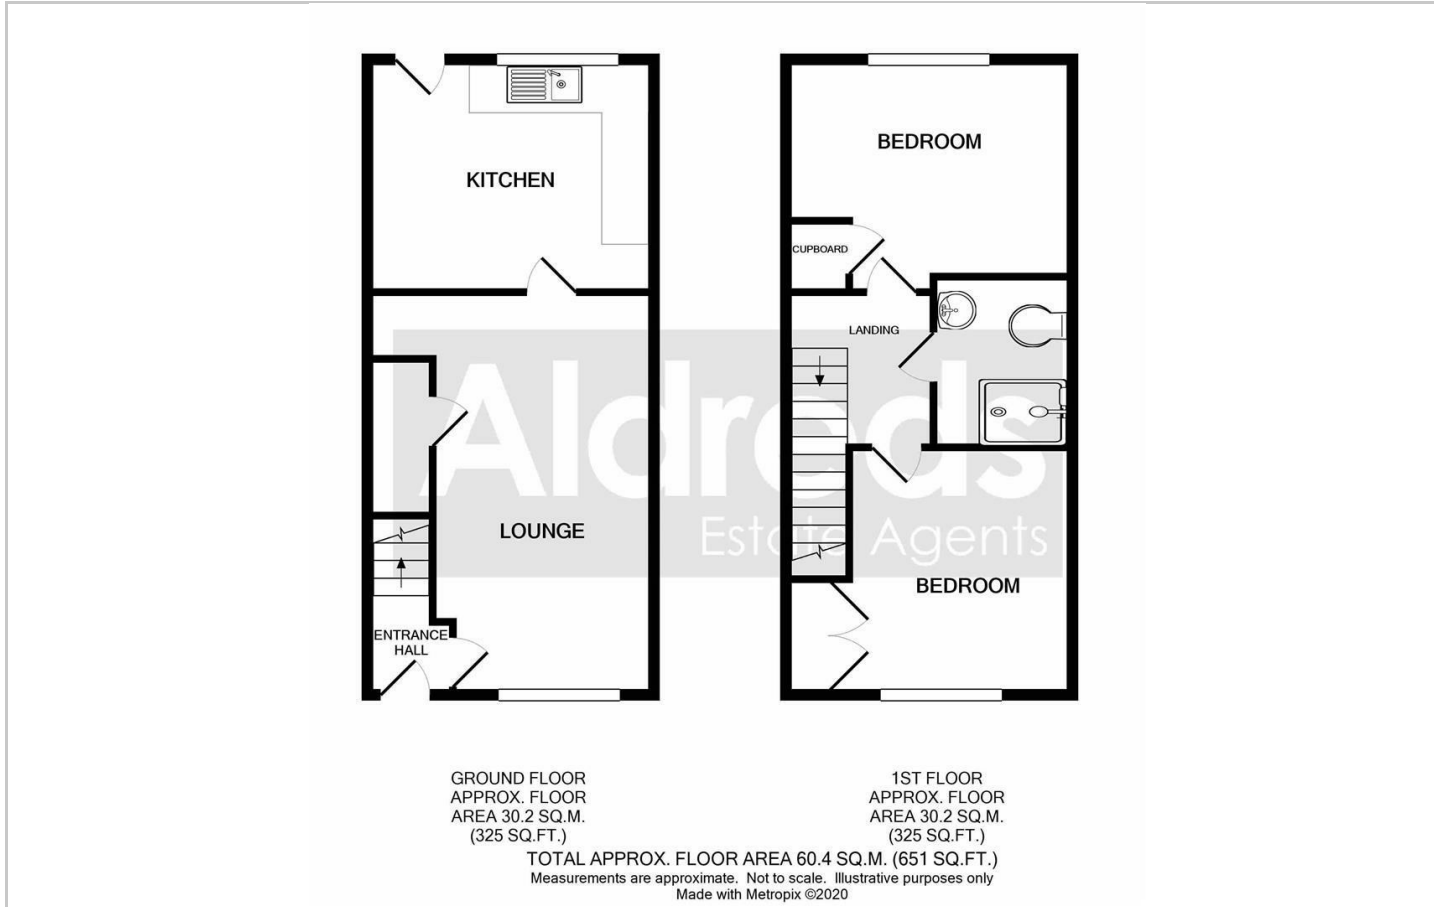 KITCHEN
LOUNGE
ENTRANCE
HALL
BEDROOM
CUPBOARD
LANDING
BEDROOM
Aldreds
Estate Agents
GROUND FLOOR
APPROX. FLOOR
AREA 30.2 SQ.M.
(325 SQ.FT.)
1ST FLOOR
APPROX. FLOOR
AREA 30.2 SQ.M.
(325 SQ.FT.)
TOTAL APPROX. FLOOR AREA 60.4 SQ.M. (651 SQ.FT.)
Measurements are approximate. Not to scale. Illustrative purposes only
Made with Metropix ©2020